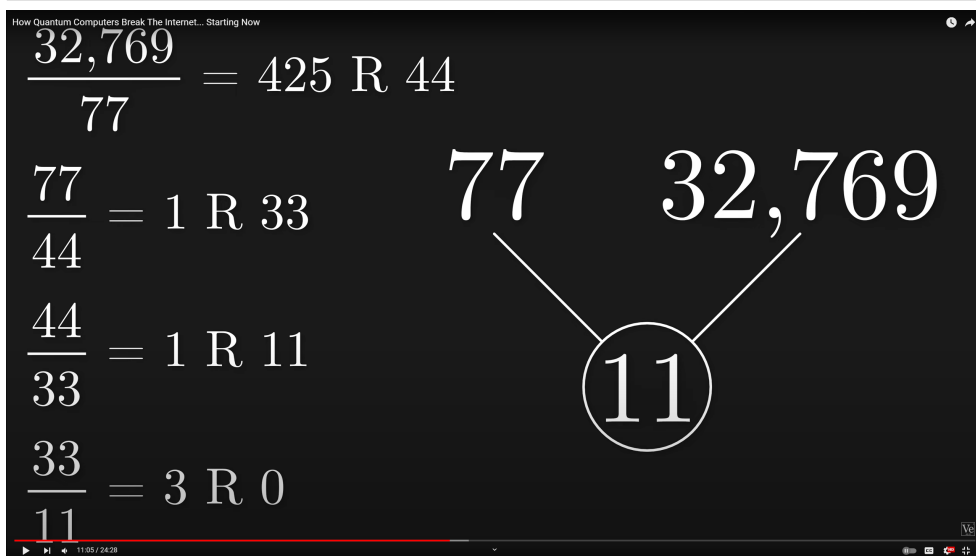 How Quantum Computers Break The Internet... Starting Now
32,769
77
= 425 R 44
77
44
= 1 R 33
44
33
= 1 R 11
33
11
= 3 R 0
77 32,769
11
Ve
11:05 / 24:28